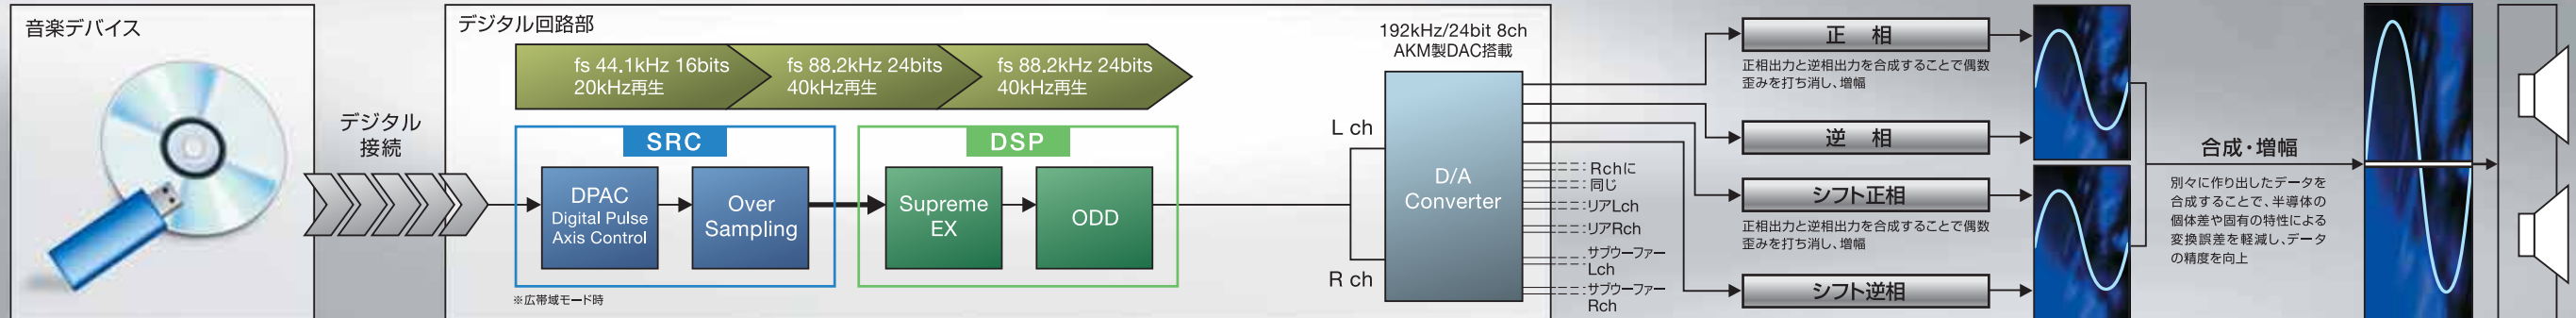 音楽デバイス
デジタル
接続
デジタル回路部
fs 44.1kHz 16bits
20kHz再生
fs 88.2kHz 24bits
40kHz再生
fs 88.2kHz 24bits
40kHz再生
SRC
DPAC
Digital Pulse
Axis Control
Over
Sampling
※広帯域モード時
DSP
Supreme
EX
ODD
L ch
R ch
192kHz/24bit 8ch
AKM製DAC搭載
D/A
Converter
Rchに
同じ
リアLch
リアRch
サブウーファー
Lch
サブウーファー
Rch
正 相
正相出力と逆相出力を合成することで偶数
歪みを打ち消し、増幅
逆 相
シフト正相
正相出力と逆相出力を合成することで偶数
歪みを打ち消し、増幅
シフト逆相
合成・増幅
別々に作り出したデータを
合成することで、半導体の
個体差や固有の特性による
変換誤差を軽減し、データ
の精度を向上